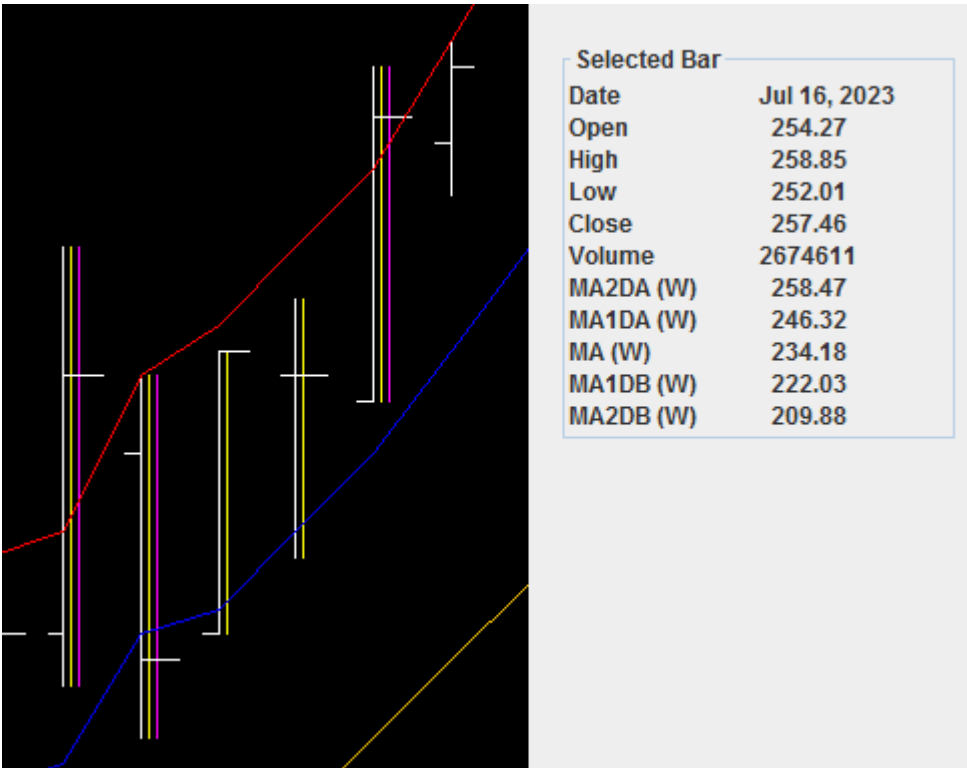 Selected Bar
Date Jul 16, 2023
Open 254.27
High 258.85
Low 252.01
Close 257.46
Volume 2674611
MA2DA (W) 258.47
MA1DA (W) 246.32
MA (W) 234.18
MA1DB (W) 222.03
MA2DB (W) 209.88